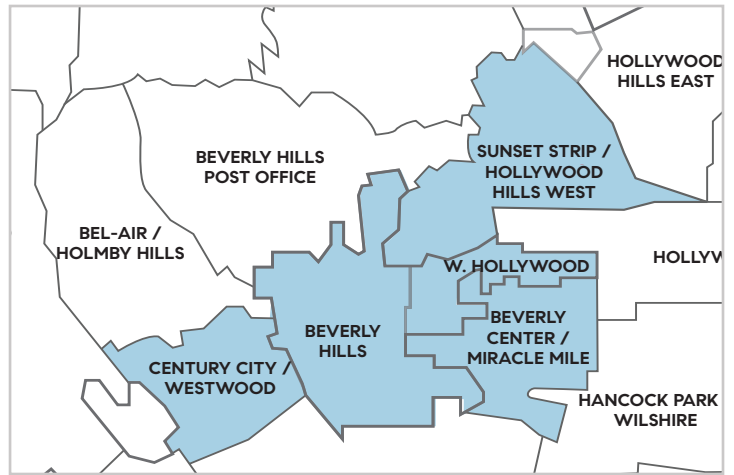 HOLLYWOOD
HILLS EAST
SUNSET STRIP /
HOLLYWOOD
HILLS WEST
BEVERLY HILLS
POST OFFICE
BEL-AIR /
HOLMBY HILLS
W. HOLLYWOOD
HOLLYW
BEVERLY
CENTER /
MIRACLE MILE
BEVERLY
HILLS
CENTURY CITY /
WESTWOOD
HANCOCK PARK
WILSHIRE